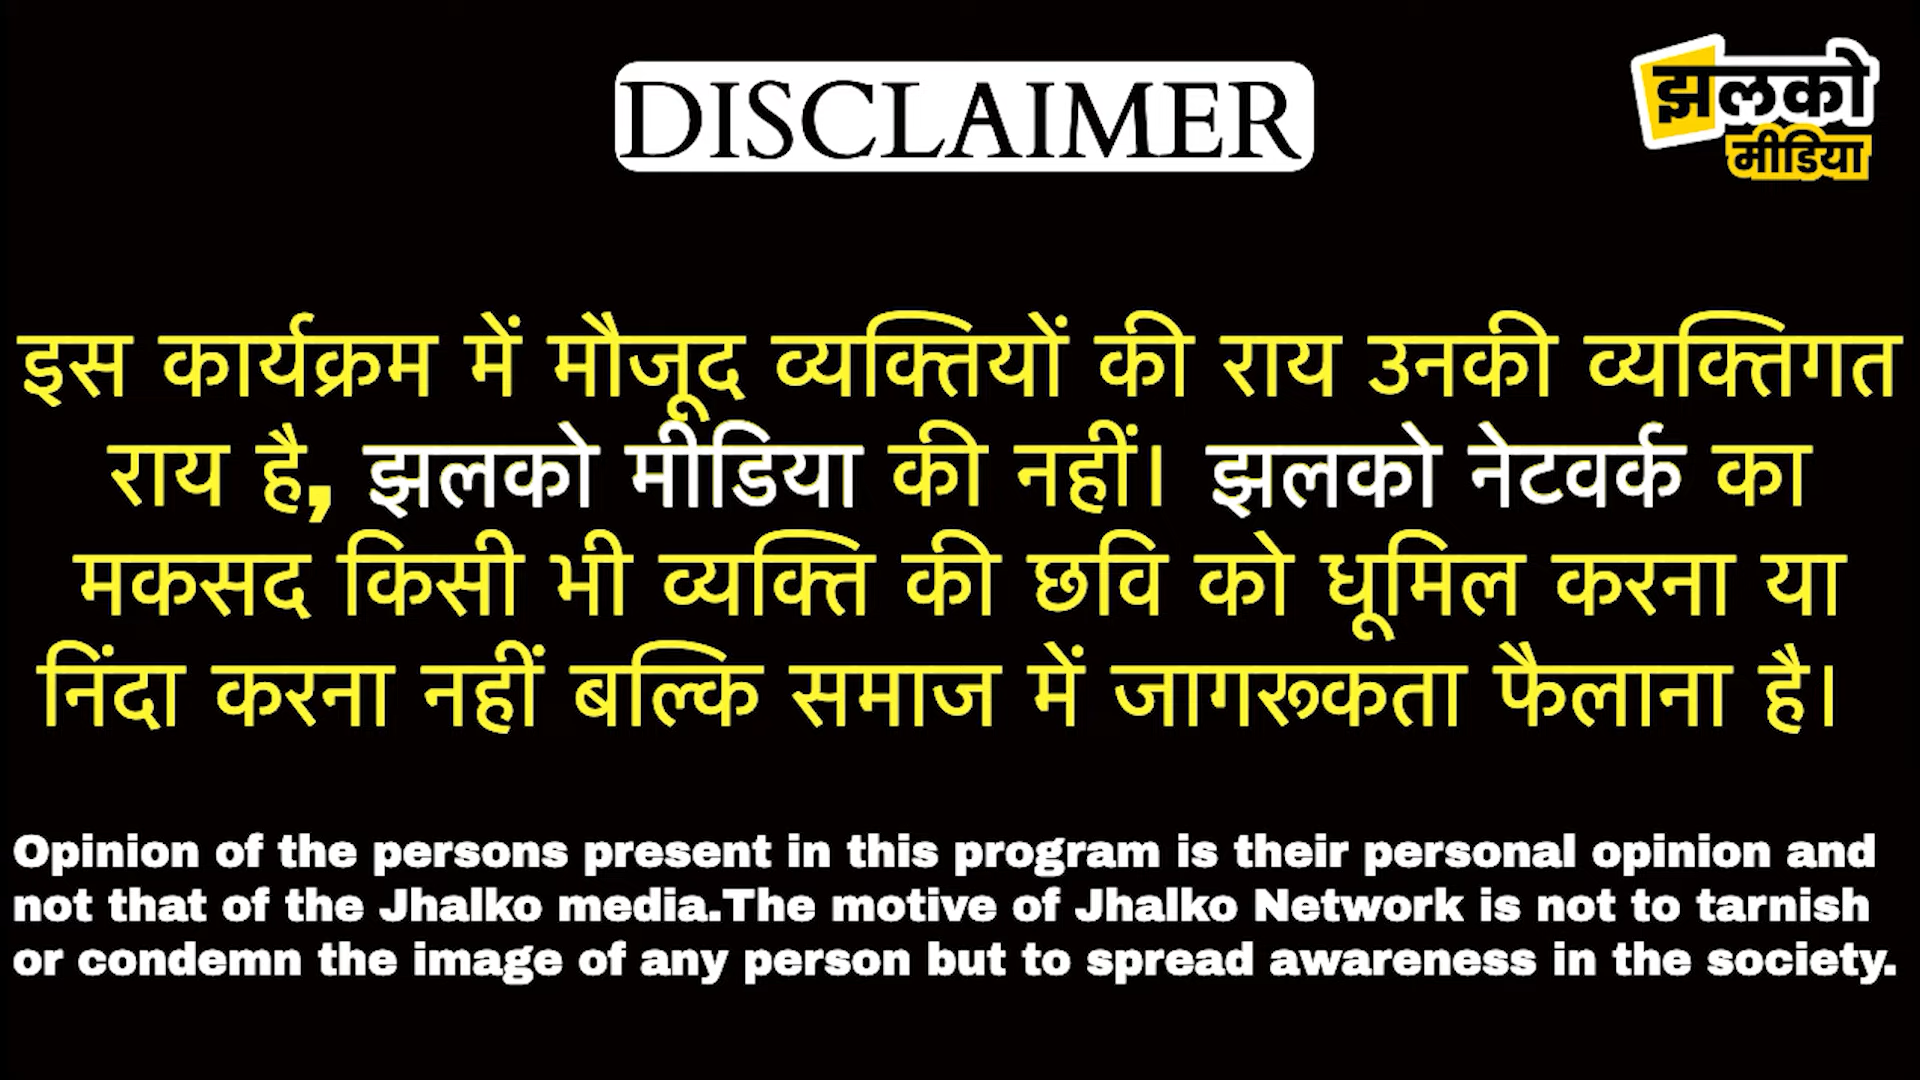 DISCLAIMER
झलको
मीडिया
इस कार्यक्रम में मौजूद व्यक्तियों की राय उनकी व्यक्तिगत
राय है, झलको मीडिया की नहीं। झलको नेटवर्क का
मकसद किसी भी व्यक्ति की छवि को धूमिल करना या
निंदा करना नहीं बल्कि समाज में जागरूकता फैलाना है।
Opinion of the persons present in this program is their personal opinion and
not that of the Jhalko media.The motive of Jhalko Network is not to tarnish
or condemn the image of any person but to spread awareness in the society.